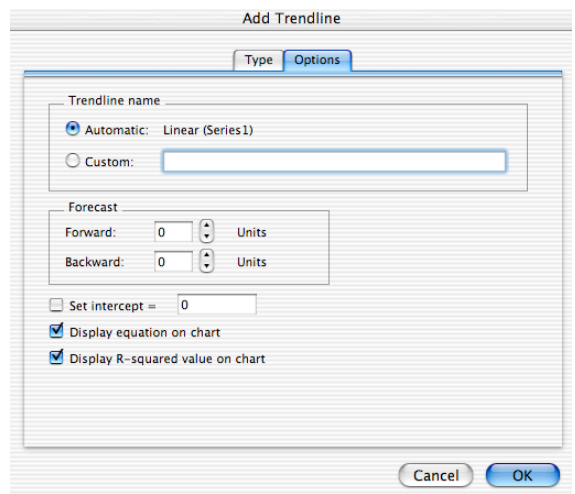 Add Trendline
Type Options
Trendline name
Automatic: Linear (Series1)
Custom:
Forecast
Forward: 0 Units
Backward: 0 Units
Set intercept = 0
Display equation on chart
Display R-squared value on chart
Cancel OK